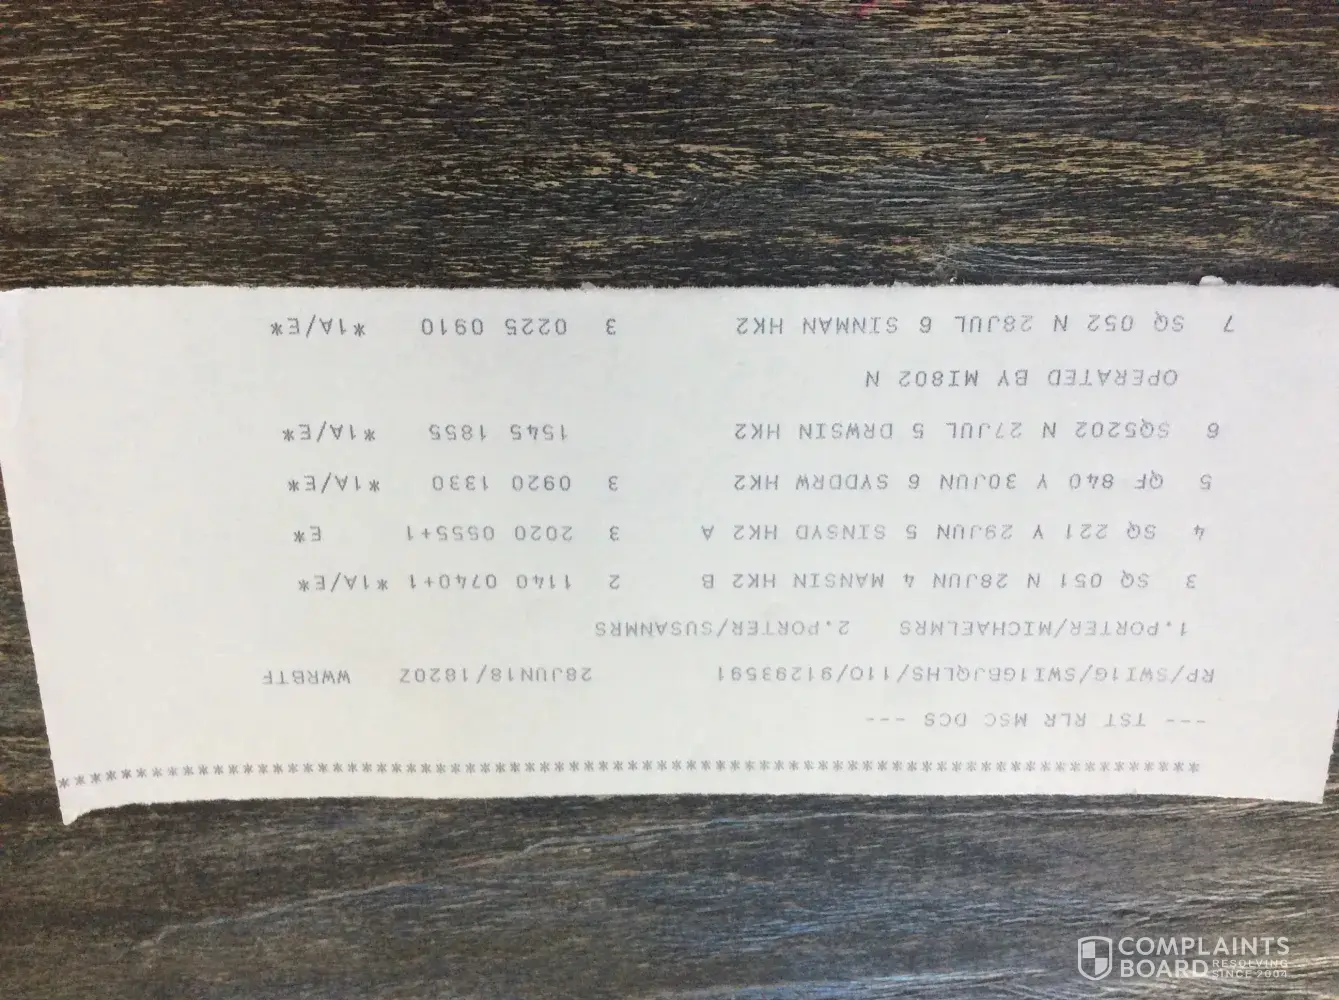 ************************************************************************
--- TST RLR MSC DCS ---
RP/SWI1G/SWI1GBJQLHS/110/91293591 28JUN18/1820Z WWRBTF
1.PORTER/MICHAELMRS 2.PORTER/SUSANMRS
3 SQ 051 N 28JUN 4 MANSIN HK2 B 2 1140 0740+1 *1A/E*
4 SQ 221 Y 29JUN 5 SINSYD HK2 A 3 2020 0555+1 E*
5 QF 840 Y 30JUN 6 SYDDRW HK2 3 0920 1330 *1A/E*
6 SQ5202 N 27JUL 5 DRWSIN HK2 1545 1855 *1A/E*
OPERATED BY MI802 N
7 SQ 052 N 28JUL 6 SINMAN HK2 3 0225 0910 *1A/E*
COMPLAINTS
BOARD RESOLVING
SINCE 2004